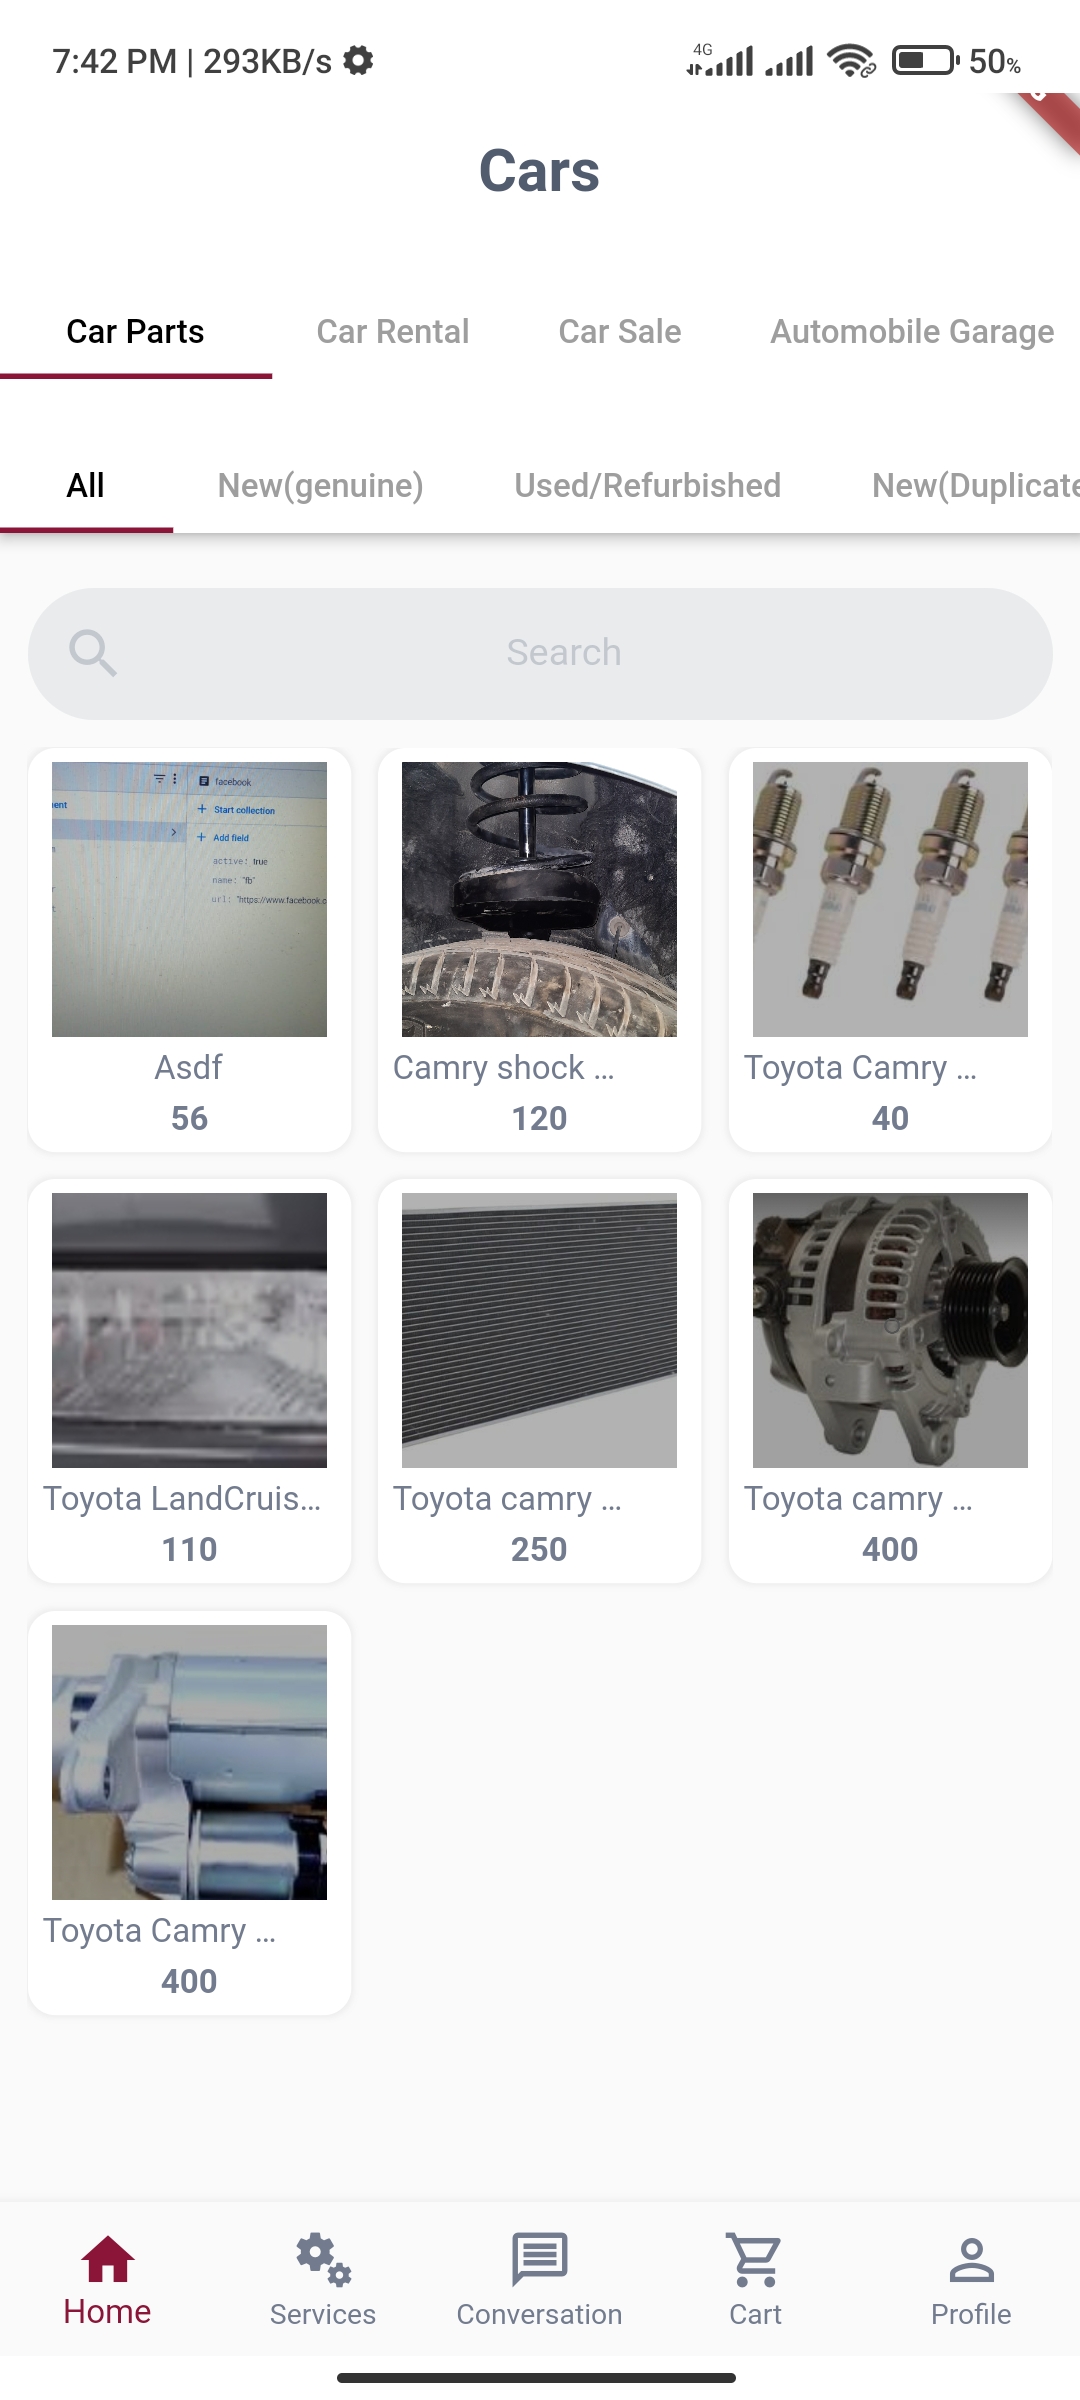 7:42 PM | 293KB/s
4G
50%
Cars
Car Parts Car Rental Car Sale Automobile Garage
All New(genuine) Used/Refurbished New(Duplicate
Search
facebook
Start collection
Add field
active: true
name: "fb"
url: "https://www.facebook.c
Asdf
56
Camry shock ...
120
Toyota Camry ...
40
Toyota LandCruis...
110
Toyota camry ...
250
Toyota camry ...
400
Toyota Camry ...
400
Home
Services
Conversation
Cart
Profile